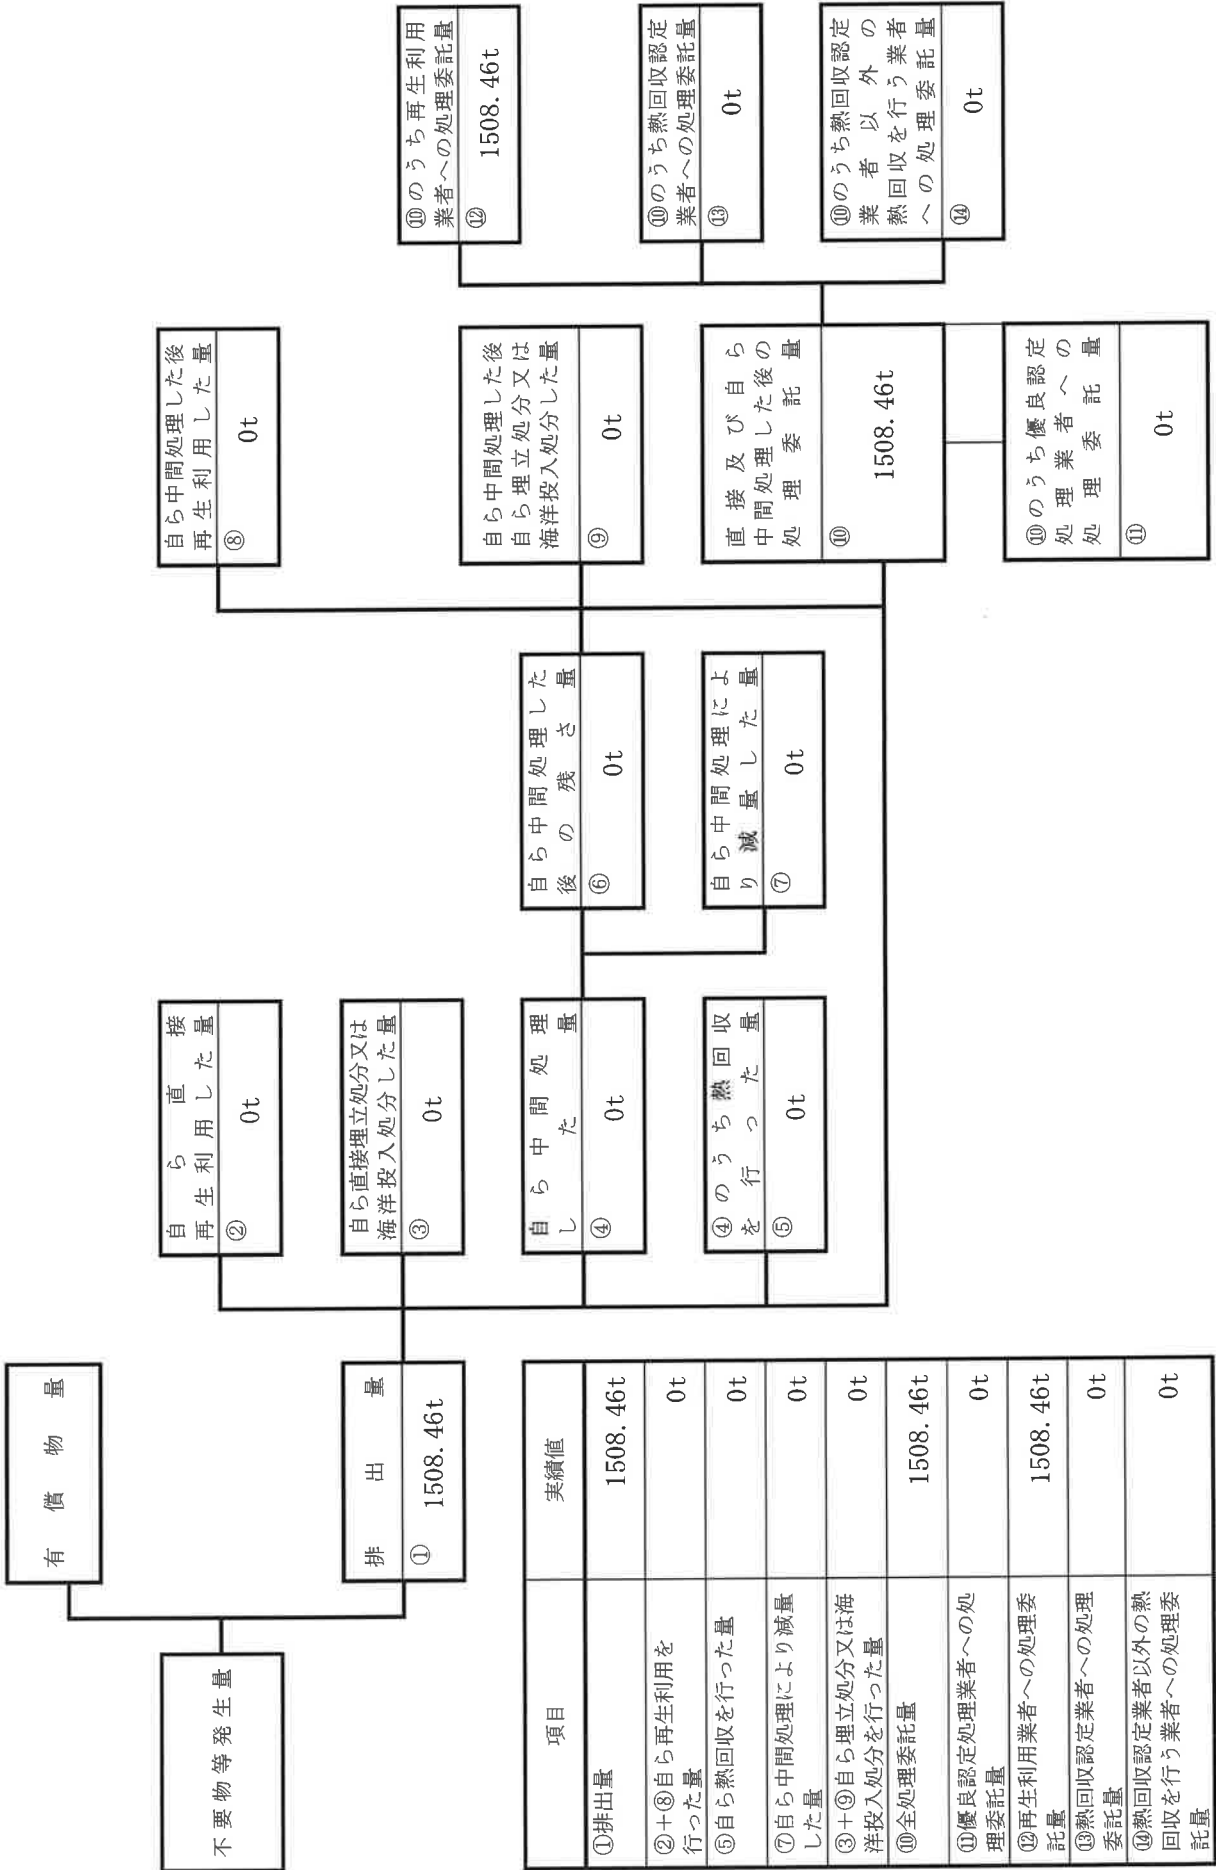 不要物等発生量
有償物量
排出量
①
1508.46t
自ら直接
再生利用した量
②
0t
自ら直接埋立処分又は
海洋投入処分した量
③
0t
自ら中間処理
した量
④
0t
④のうち熱回収
を行った量
⑤
0t
自ら中間処理した
後の残さ量
⑥
0t
自ら中間処理によ
り減量した量
⑦
0t
自ら中間処理した後
再生利用した量
⑧
0t
自ら中間処理した後
自ら埋立処分又は
海洋投入処分した量
⑨
0t
直接及び自ら
中間処理した後の
処理委託量
⑩
1508.46t
⑩のうち優良認定
処理業者への
処理委託量
⑪
0t
⑩のうち再生利用
業者への処理委託量
⑫
1508.46t
⑩のうち熱回収認定
業者への処理委託量
⑬
0t
⑩のうち熱回収認定
業者以外の
熱回収を行う業者
への処理委託量
⑭
0t
項目
実績値
①排出量
1508.46t
②+⑧自ら再生利用を
行った量
0t
⑤自ら熱回収を行った量
0t
⑦自ら中間処理により減量
した量
0t
③+⑨自ら埋立処分又は海
洋投入処分を行った量
0t
⑩全処理委託量
1508.46t
⑪優良認定処理業者への処
理委託量
0t
⑫再生利用業者への処理委
託量
1508.46t
⑬熱回収認定業者への処理
委託量
0t
⑭熱回収認定業者以外の熱
回収を行う業者への処理委
託量
0t